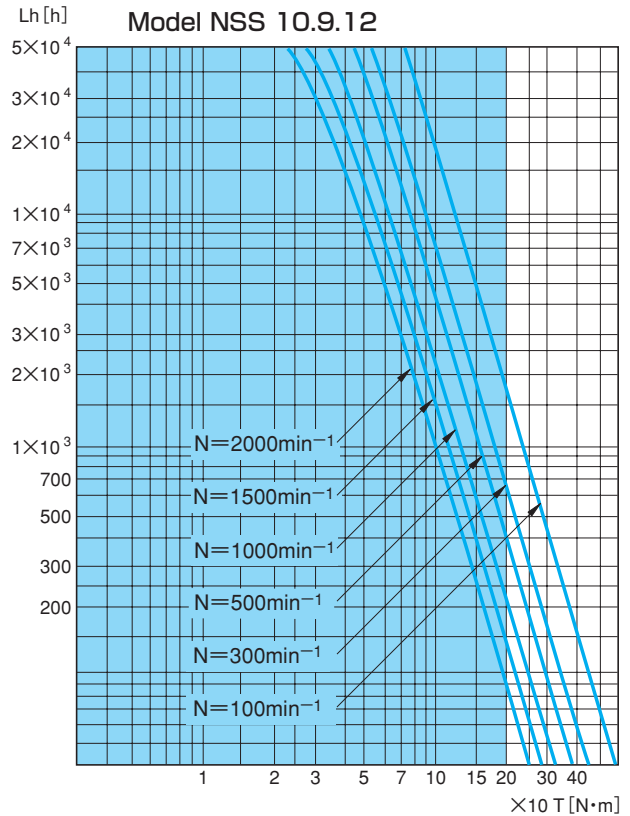 Lh[h]
Model NSS 10.9.12
5×10⁴
3×10⁴
2×10⁴
1×10⁴
7×10³
5×10³
3×10³
2×10³
1×10³
700
500
300
200
N=2000min⁻¹
N=1500min⁻¹
N=1000min⁻¹
N=500min⁻¹
N=300min⁻¹
N=100min⁻¹
1 2 3 5 7 10 15 20 30 40
×10 T[N·m]